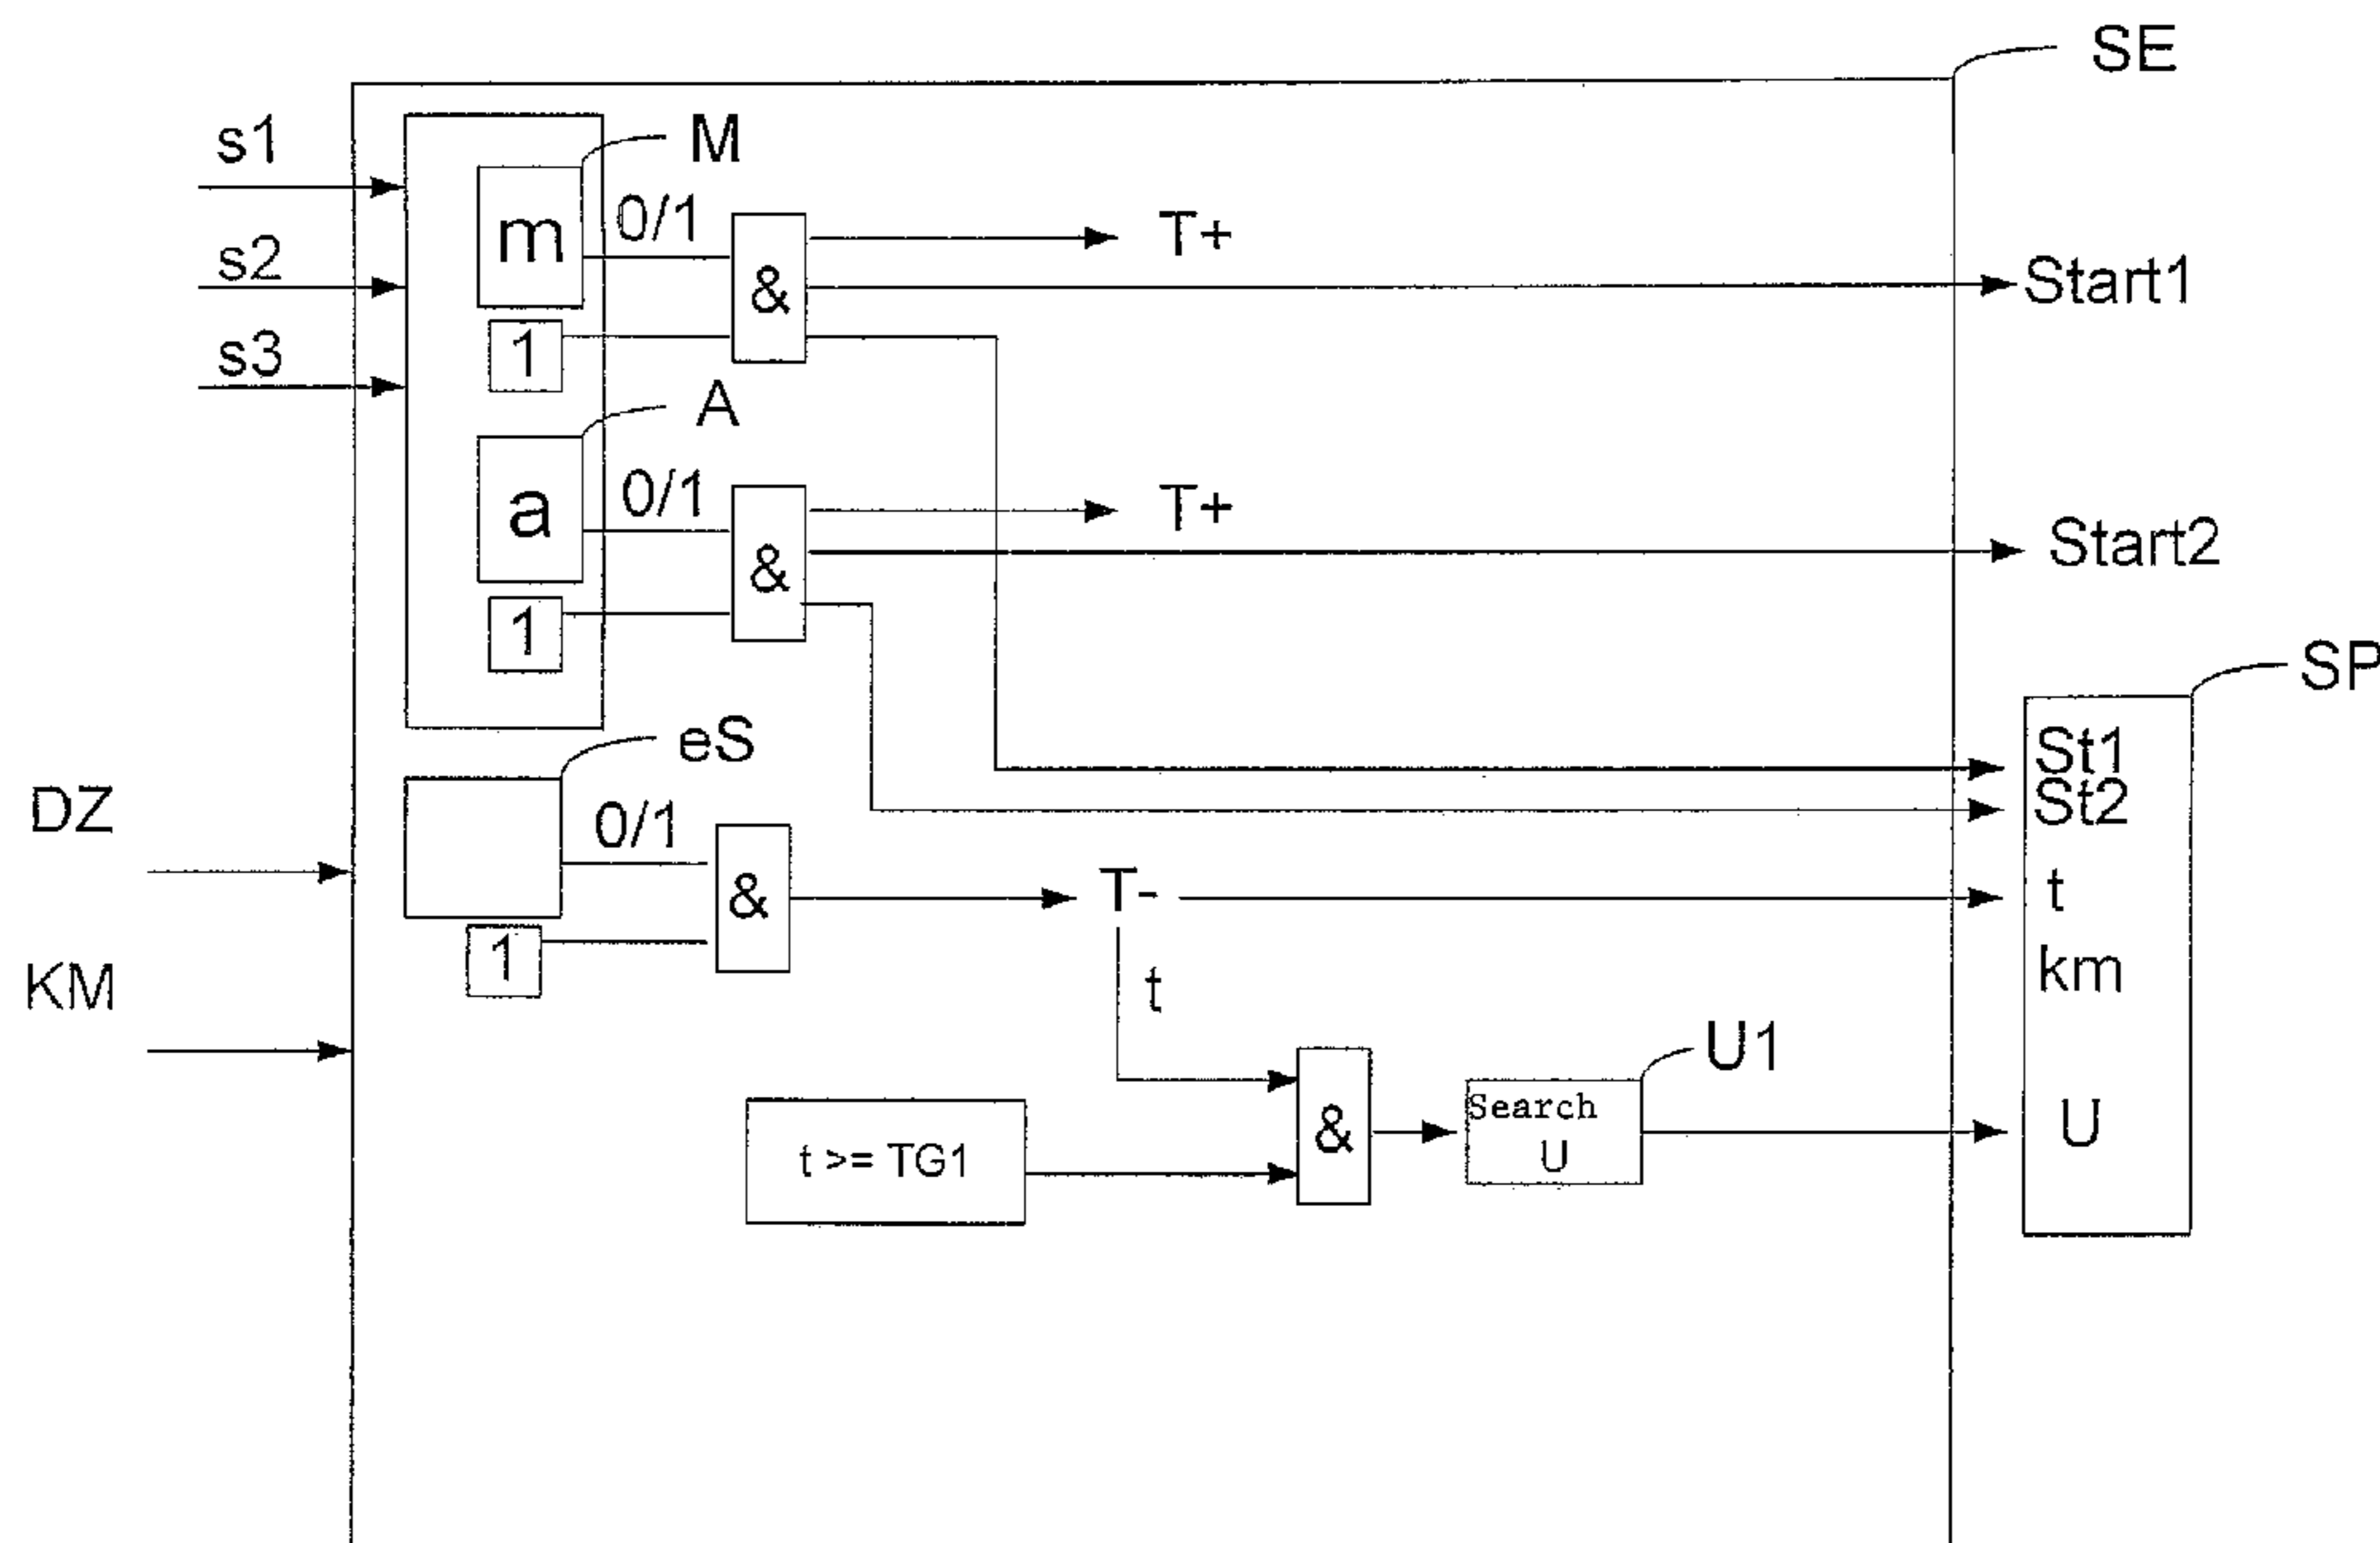 SE
s1
M
m
0/1
T+
s2
&
Start1
1
s3
A
0/1
T+
a
&
Start2
1
SP
eS
St1
DZ
0/1
St2
&
T-
t
1
KM
t
km
U1
Search
U
&
t >= TG1
U